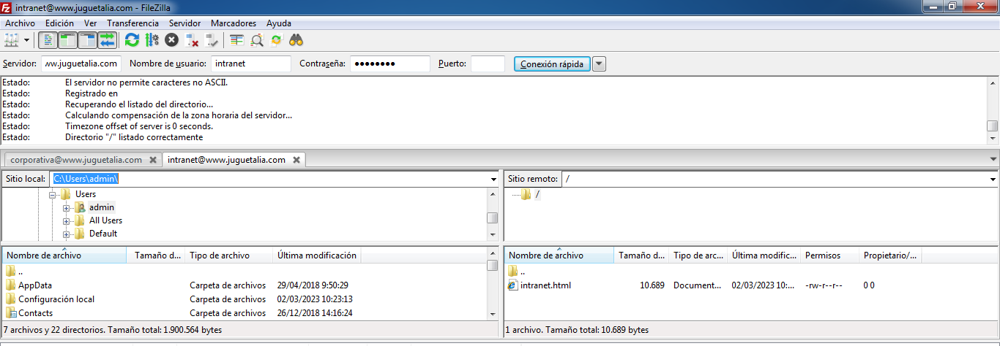 intranet@www.juguetalia.com - FileZilla
Archivo Edición Ver Transferencia Servidor Marcadores Ayuda
Servidor: ww.juguetalia.com Nombre de usuario: intranet Contraseña: ●●●●●●●● Puerto: Conexión rápida
Estado: El servidor no permite caracteres no ASCII.
Estado: Registrado en
Estado: Recuperando el listado del directorio...
Estado: Calculando compensación de la zona horaria del servidor...
Estado: Timezone offset of server is 0 seconds.
Estado: Directorio "/" listado correctamente
corporativa@www.juguetalia.com intranet@www.juguetalia.com
Sitio local: C:\Users\admin\
Users
admin
All Users
Default
Sitio remoto: /
/
Nombre de archivo Tamaño d... Tipo de archivo Última modificación
..
AppData Carpeta de archivos 29/04/2018 9:50:29
Configuración local Carpeta de archivos 02/03/2023 10:23:13
Contacts Carpeta de archivos 26/12/2018 14:16:24
7 archivos y 22 directorios. Tamaño total: 1.900.564 bytes
Nombre de archivo Tamaño d... Tipo de arc... Última modific... Permisos Propietario/...
..
intranet.html 10.689 Document... 02/03/2023 10:... -rw-r--r-- 0 0
1 archivo. Tamaño total: 10.689 bytes